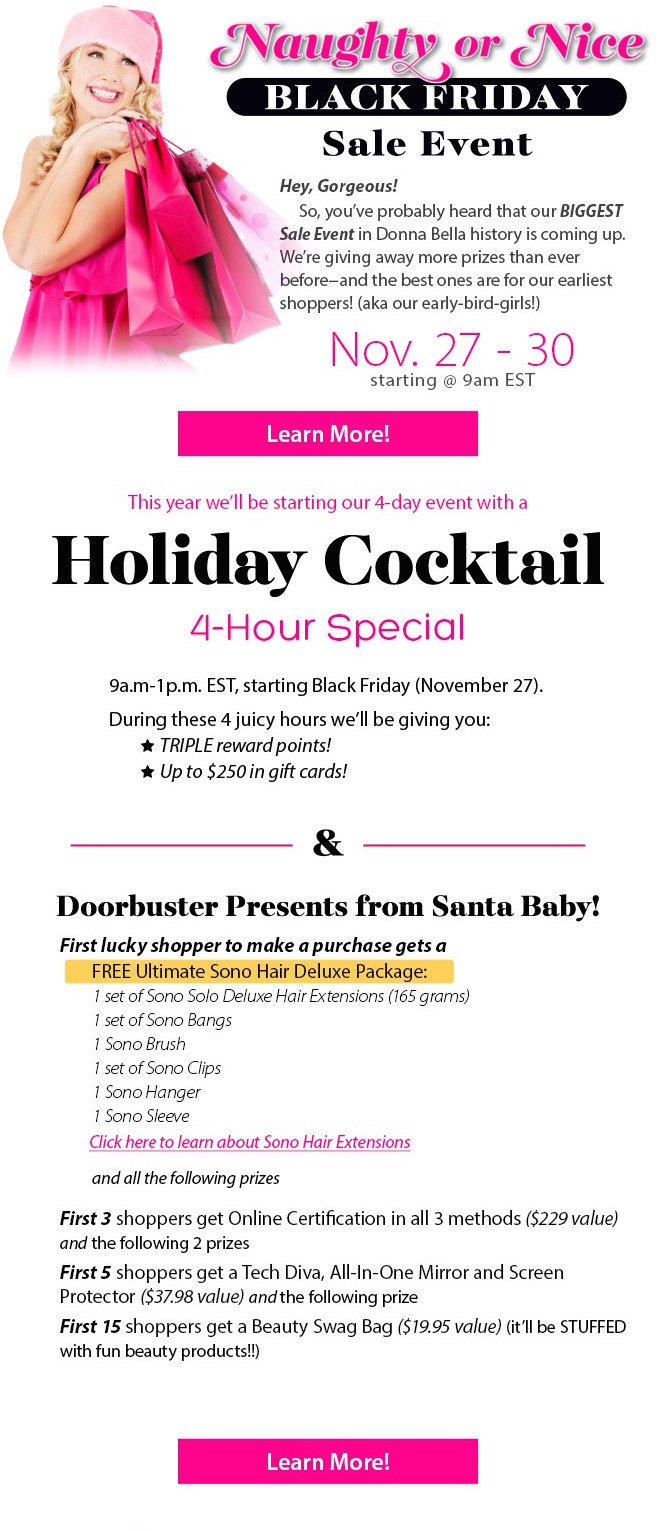 Naughty or Nice
BLACK FRIDAY
Sale Event
Hey, Gorgeous!
So, you've probably heard that our BIGGEST
Sale Event in Donna Bella history is coming up.
We're giving away more prizes than ever
before–and the best ones are for our earliest
shoppers! (aka our early-bird-girls!)
Nov. 27 - 30
starting @ 9am EST
Learn More!
This year we'll be starting our 4-day event with a
Holiday Cocktail
4-Hour Special
9a.m-1p.m. EST, starting Black Friday (November 27).
During these 4 juicy hours we'll be giving you:
★ TRIPLE reward points!
★ Up to $250 in gift cards!
&
Doorbuster Presents from Santa Baby!
First lucky shopper to make a purchase gets a
FREE Ultimate Sono Hair Deluxe Package:
1 set of Sono Solo Deluxe Hair Extensions (165 grams)
1 set of Sono Bangs
1 Sono Brush
1 set of Sono Clips
1 Sono Hanger
1 Sono Sleeve
Click here to learn about Sono Hair Extensions
and all the following prizes
First 3 shoppers get Online Certification in all 3 methods ($229 value)
and the following 2 prizes
First 5 shoppers get a Tech Diva, All-In-One Mirror and Screen
Protector ($37.98 value) and the following prize
First 15 shoppers get a Beauty Swag Bag ($19.95 value) (it'll be STUFFED
with fun beauty products!!)
Learn More!